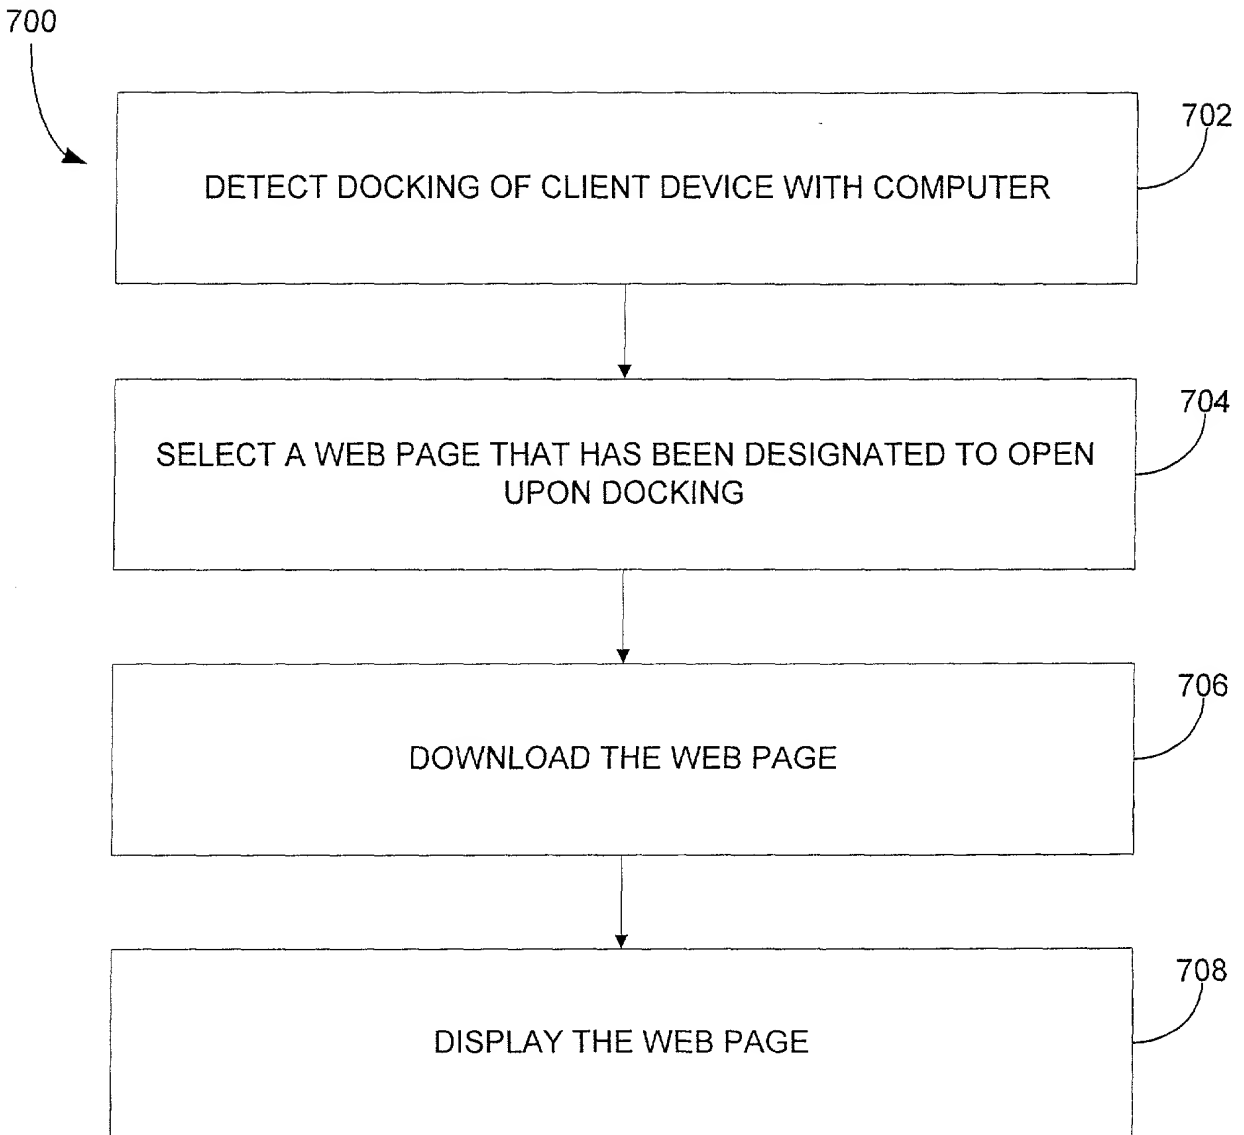 700
702
DETECT DOCKING OF CLIENT DEVICE WITH COMPUTER
704
SELECT A WEB PAGE THAT HAS BEEN DESIGNATED TO OPEN
UPON DOCKING
706
DOWNLOAD THE WEB PAGE
708
DISPLAY THE WEB PAGE